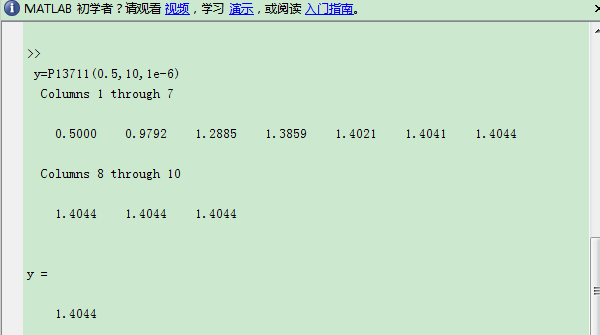 MATLAB 初学者？请观看 视频，学习 演示，或阅读 入门指南。
>>
y=P13711(0.5,10,1e-6)
Columns 1 through 7
0.5000 0.9792 1.2885 1.3859 1.4021 1.4041 1.4044
Columns 8 through 10
1.4044 1.4044 1.4044
y =
1.4044